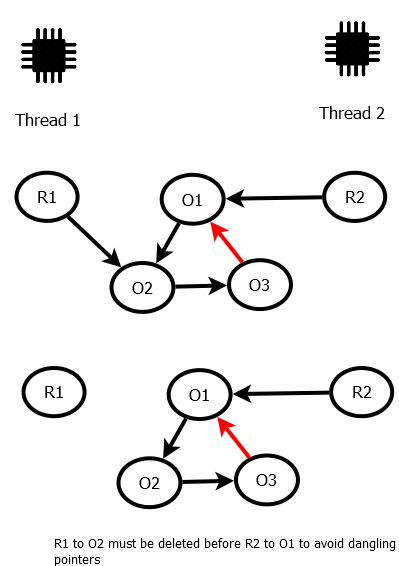 Thread 1
Thread 2
R1
O1
R2
O2
O3
R1
O1
R2
O2
O3
R1 to O2 must be deleted before R2 to O1 to avoid dangling
pointers